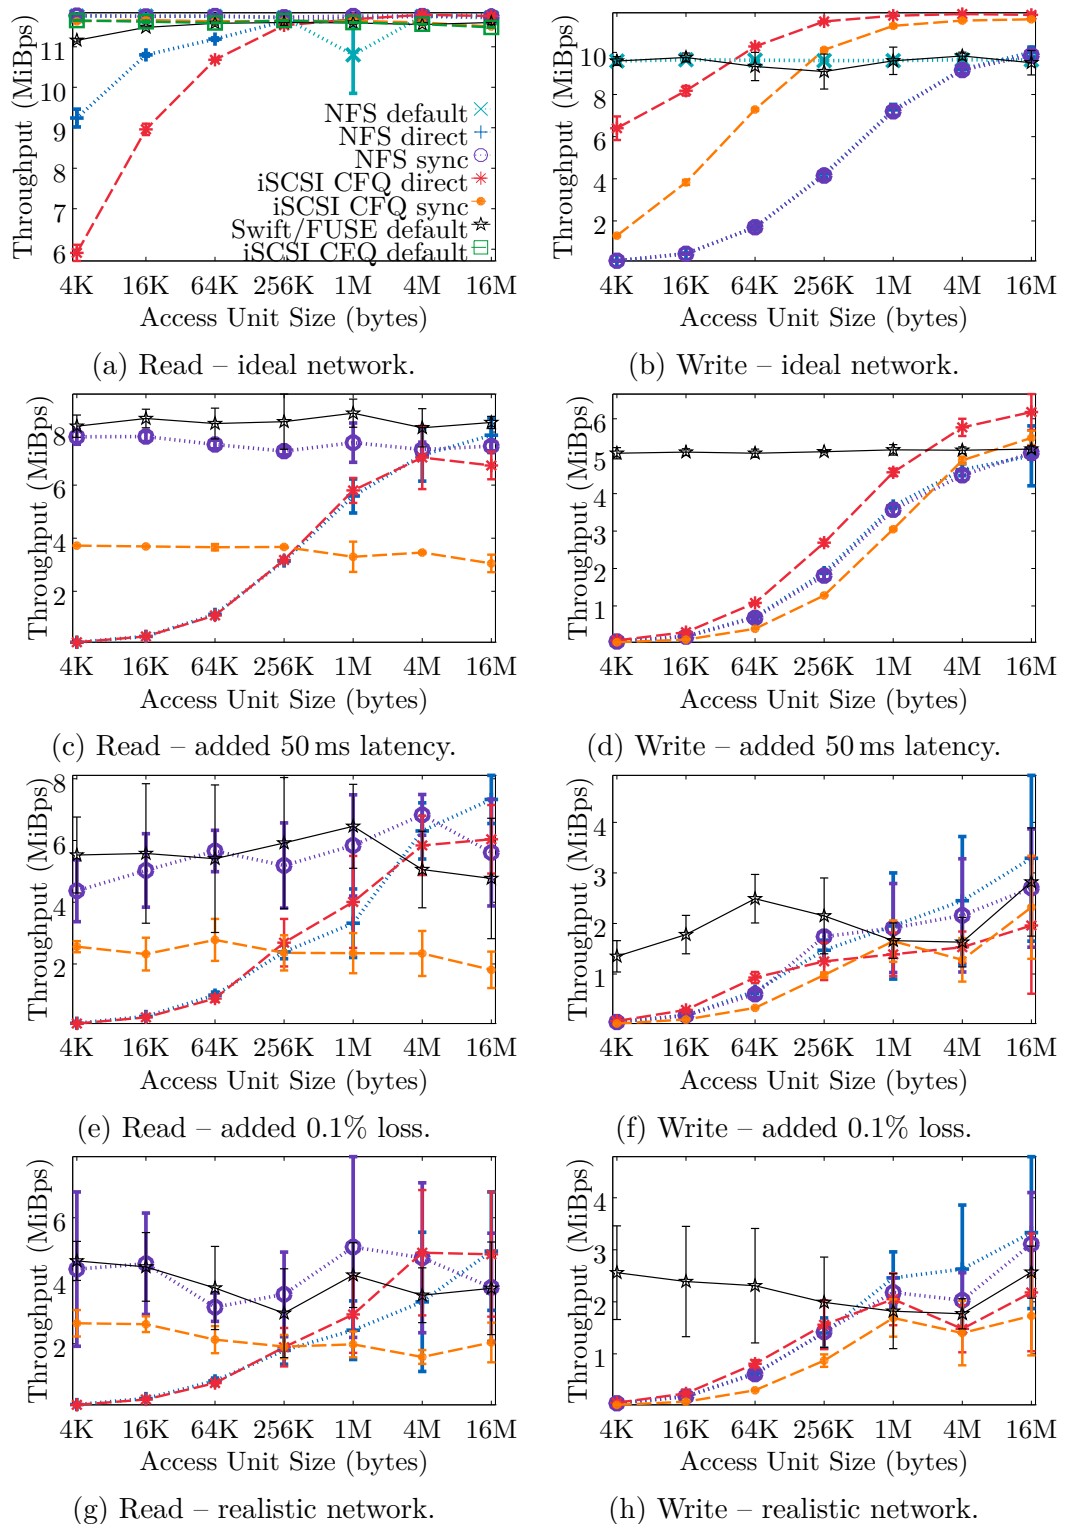 Throughput (MiBps)
11
10
9
8
7
6
NFS default
NFS direct
NFS sync
iSCSI CFQ direct
iSCSI CFQ sync
Swift/FUSE default
iSCSI CFQ default
4K 16K 64K 256K 1M 4M 16M
Access Unit Size (bytes)
(a) Read – ideal network.
Throughput (MiBps)
10
8
6
4
2
4K 16K 64K 256K 1M 4M 16M
Access Unit Size (bytes)
(b) Write – ideal network.
Throughput (MiBps)
8
6
4
2
4K 16K 64K 256K 1M 4M 16M
Access Unit Size (bytes)
(c) Read – added 50 ms latency.
Throughput (MiBps)
6
5
4
3
2
1
4K 16K 64K 256K 1M 4M 16M
Access Unit Size (bytes)
(d) Write – added 50 ms latency.
Throughput (MiBps)
8
6
4
2
4K 16K 64K 256K 1M 4M 16M
Access Unit Size (bytes)
(e) Read – added 0.1% loss.
Throughput (MiBps)
4
3
2
1
4K 16K 64K 256K 1M 4M 16M
Access Unit Size (bytes)
(f) Write – added 0.1% loss.
Throughput (MiBps)
6
4
2
4K 16K 64K 256K 1M 4M 16M
Access Unit Size (bytes)
(g) Read – realistic network.
Throughput (MiBps)
4
3
2
1
4K 16K 64K 256K 1M 4M 16M
Access Unit Size (bytes)
(h) Write – realistic network.